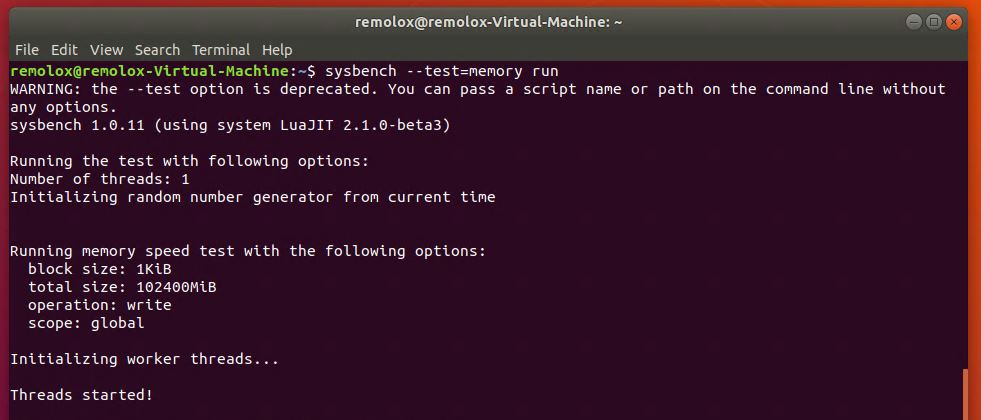 remolox@remolox-Virtual-Machine: ~
File Edit View Search Terminal Help
remolox@remolox-Virtual-Machine:~$ sysbench --test=memory run
WARNING: the --test option is deprecated. You can pass a script name or path on the command line without
any options.
sysbench 1.0.11 (using system LuaJIT 2.1.0-beta3)
Running the test with following options:
Number of threads: 1
Initializing random number generator from current time
Running memory speed test with the following options:
block size: 1KiB
total size: 102400MiB
operation: write
scope: global
Initializing worker threads...
Threads started!